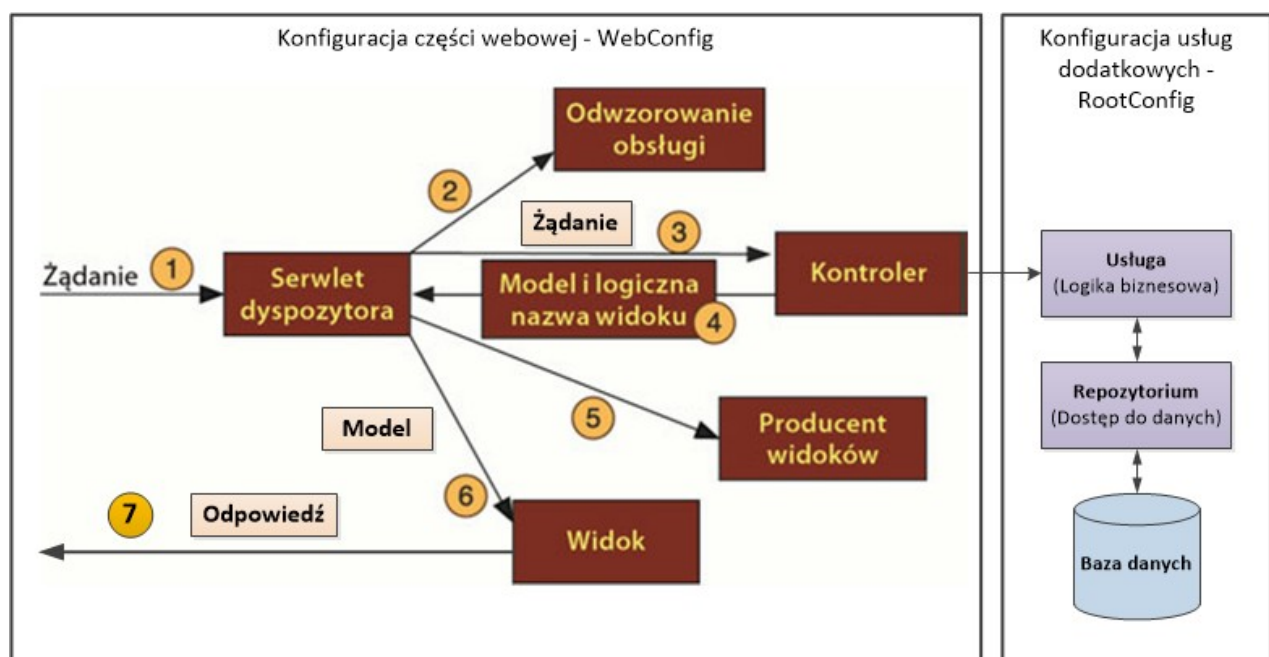 Konfiguracja części webowej - WebConfig
Odwzorowanie
obsługi
2
Żądanie
3
Żądanie
1
Serwlet
dyspozytora
Model i logiczna
nazwa widoku
4
Kontroler
Model
5
Producent
widoków
6
7
Odpowiedź
Widok
Konfiguracja usług
dodatkowych -
RootConfig
Usługa
(Logika biznesowa)
Repozytorium
(Dostęp do danych)
Baza danych